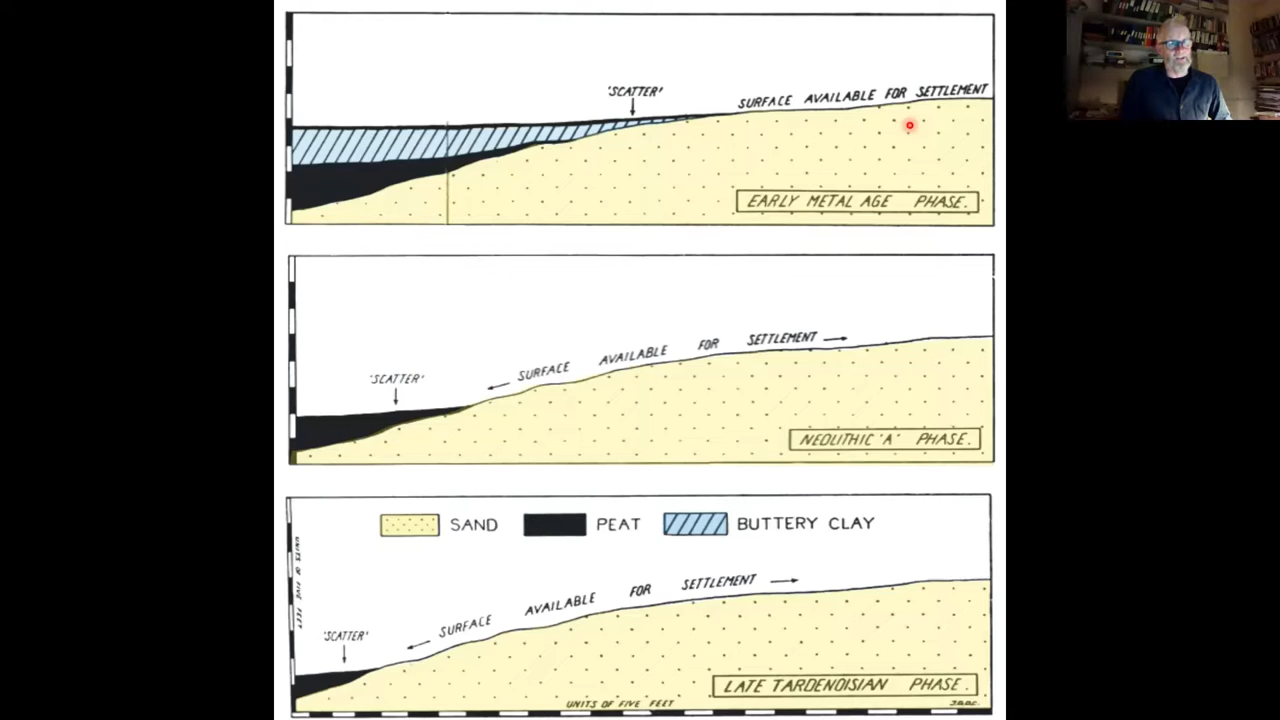 'SCATTER'
SURFACE AVAILABLE FOR SETTLEMENT
EARLY METAL AGE PHASE.
SURFACE AVAILABLE FOR SETTLEMENT
'SCATTER'
NEOLITHIC 'A' PHASE.
SAND PEAT BUTTERY CLAY
UNITS OF FIVE FEET
SURFACE AVAILABLE FOR SETTLEMENT
'SCATTER'
LATE TARDENOISIAN PHASE.
UNITS OF FIVE FEET